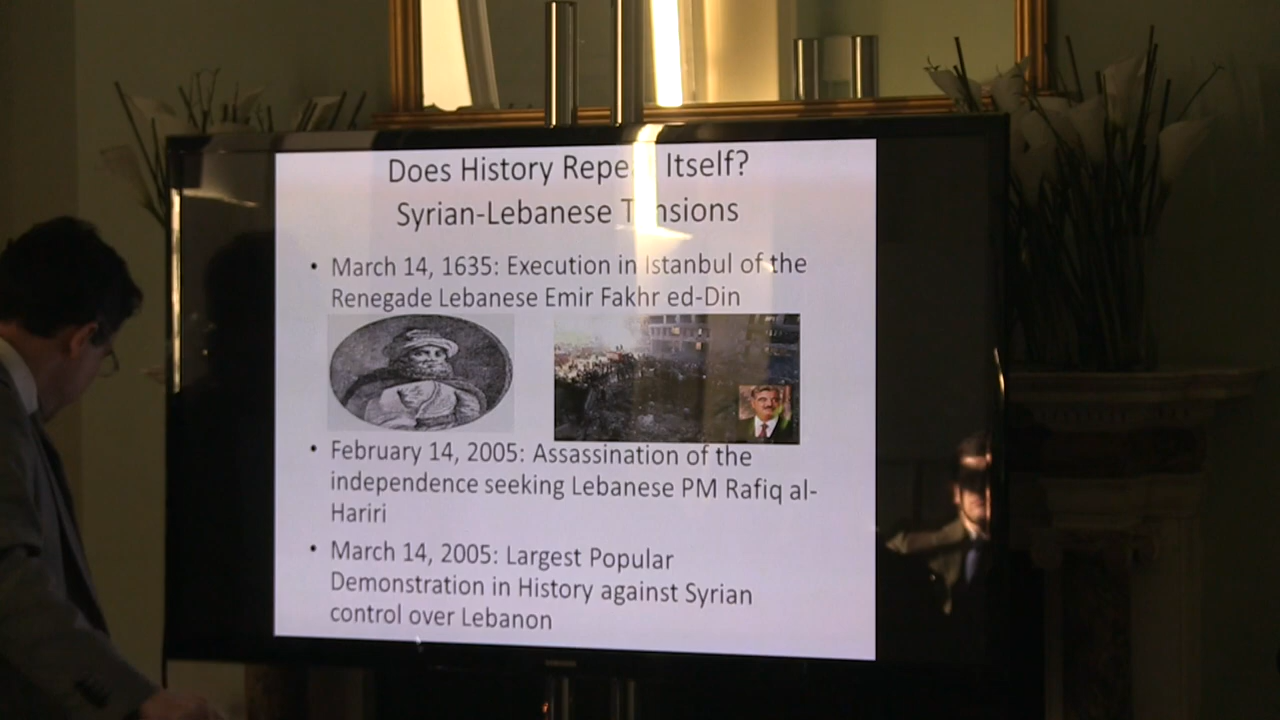 Does History Itself?
Syrian-Lebanese Tensions
• March 14, 1635: Execution in Istanbul of the
Renegade Lebanese Emir Fakhr ed-Din
• February 14, 2005: Assassination of the
independence seeking Lebanese PM Rafiq al-
Hariri
• March 14, 2005: Largest Popular
Demonstration in History against Syrian
control over Lebanon